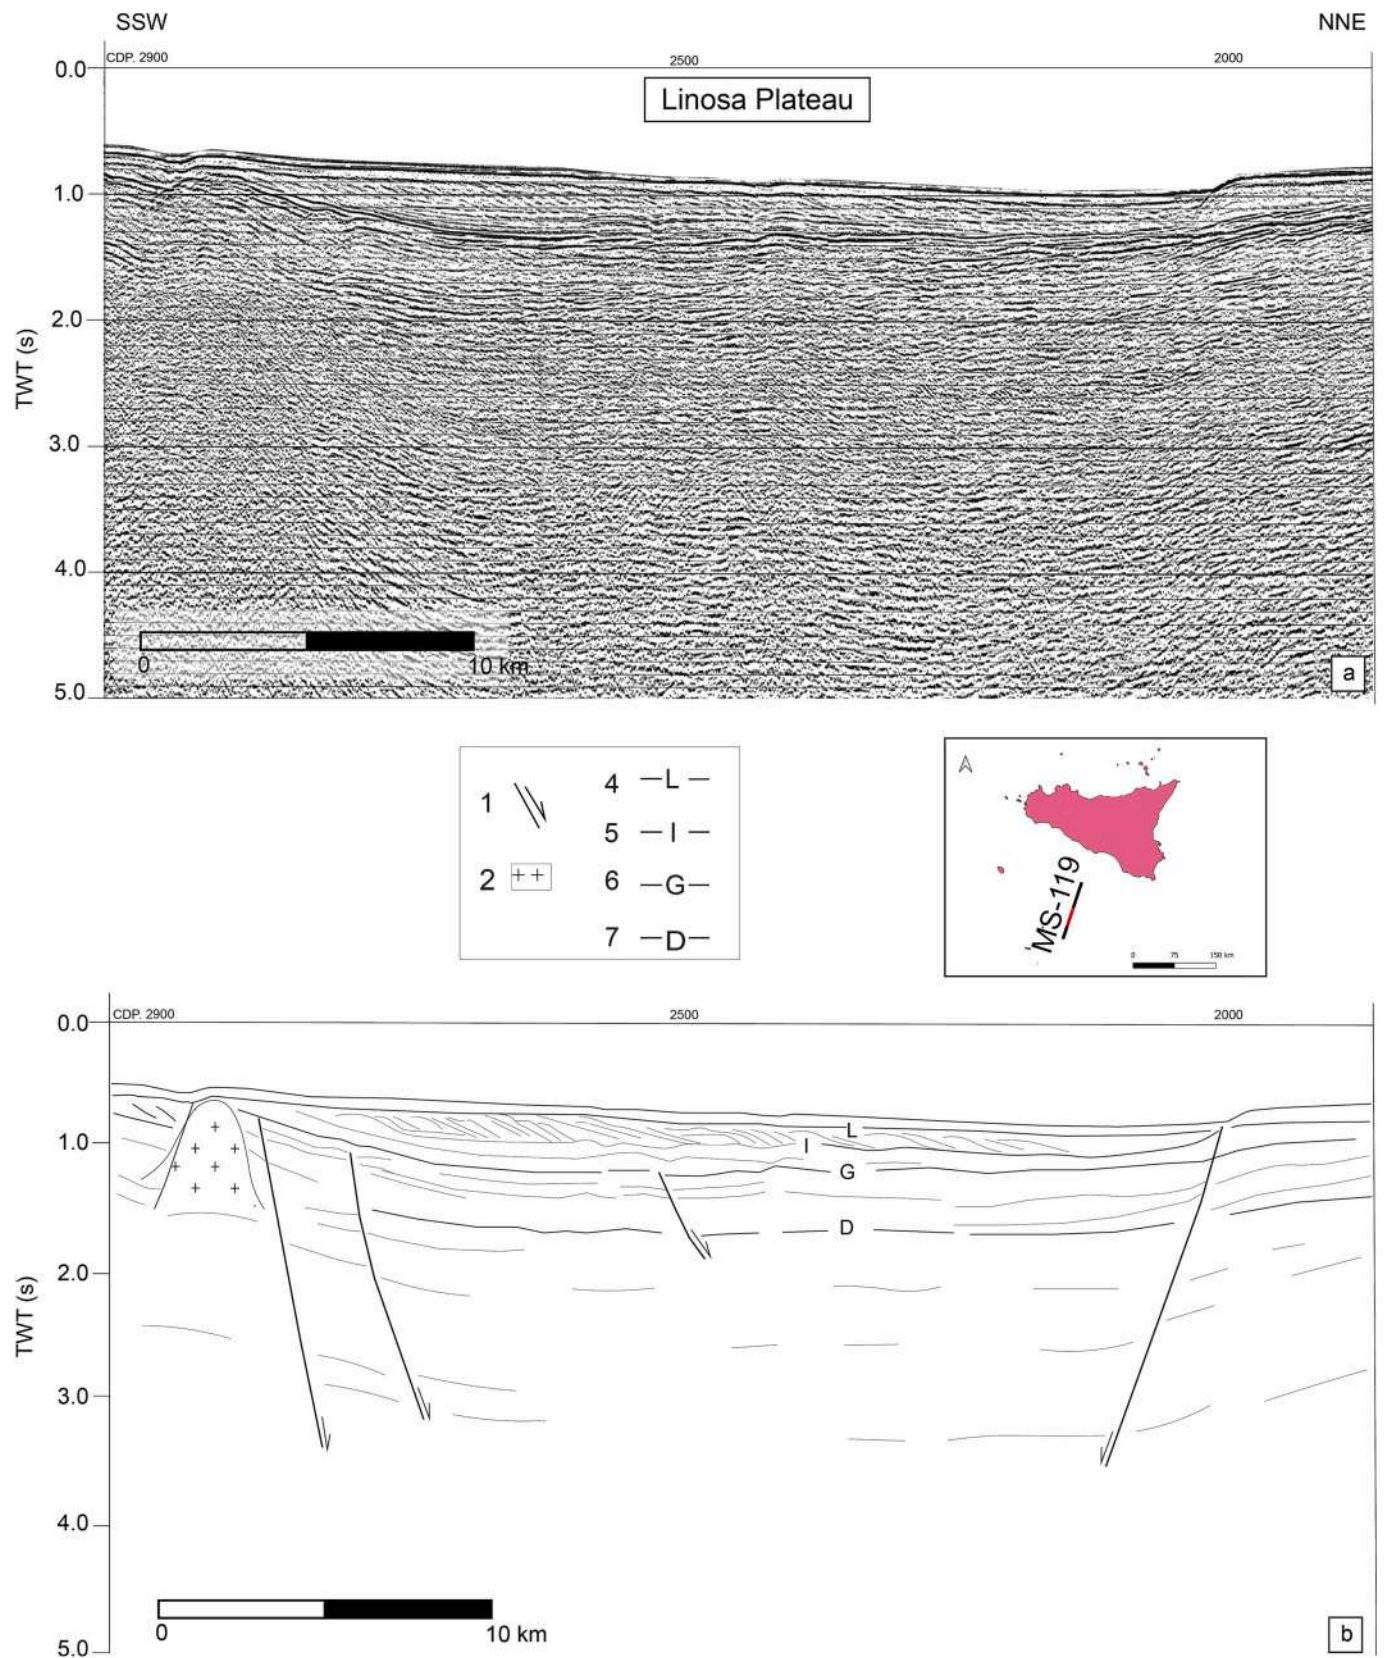 SSW NNE
CDP. 2900 2500 2000
0.0
Linosa Plateau
1.0
2.0
TWT (s)
3.0
4.0
0 10 km
5.0
a
1
2 ++
4 —L—
5 —I—
6 —G—
7 —D—
MS-119
0 75 150 km
CDP. 2900 2500 2000
0.0
L
1.0
I
G
D
2.0
TWT (s)
3.0
4.0
0 10 km
5.0
b